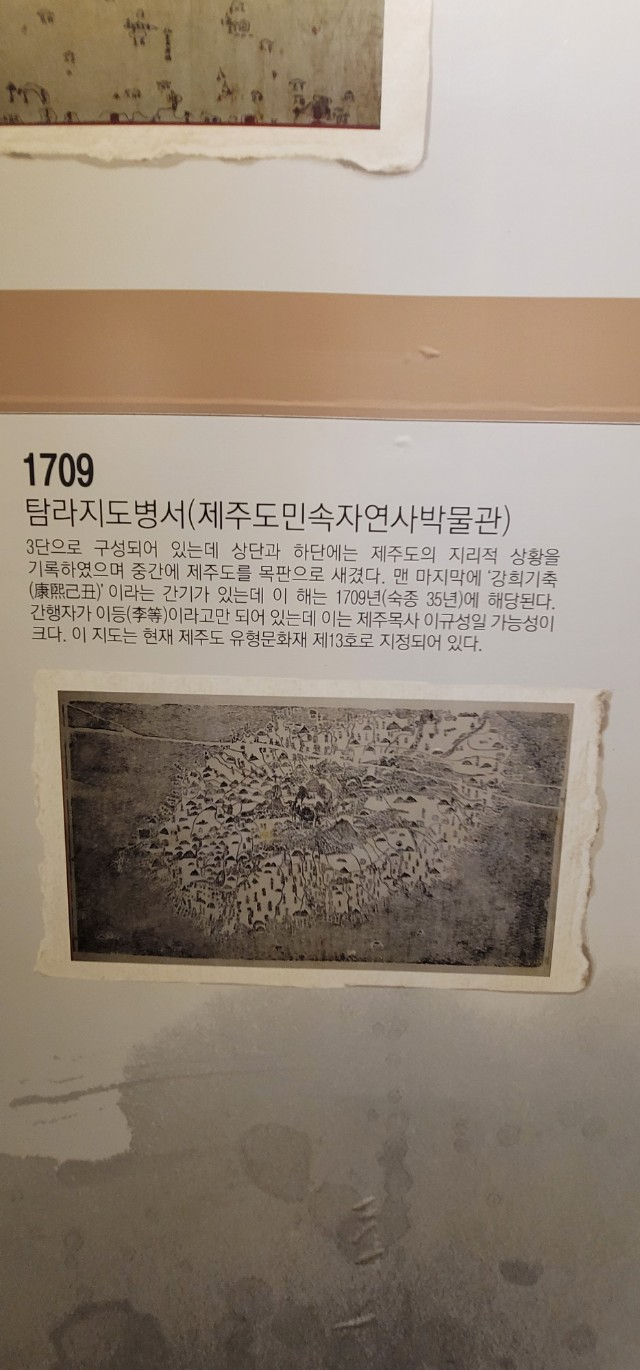 1709
탐라지도병서(제주도민속자연사박물관)
3단으로 구성되어 있는데 상단과 하단에는 제주도의 지리적 상황을
기록하였으며 중간에 제주도를 목판으로 새겼다. 맨 마지막에 '강희기축
(康熙己丑)' 이라는 간기가 있는데 이 해는 1709년(숙종 35년)에 해당된다.
간행자가 이등(李等)이라고만 되어 있는데 이는 제주목사 이규성일 가능성이
크다. 이 지도는 현재 제주도 유형문화재 제13호로 지정되어 있다.